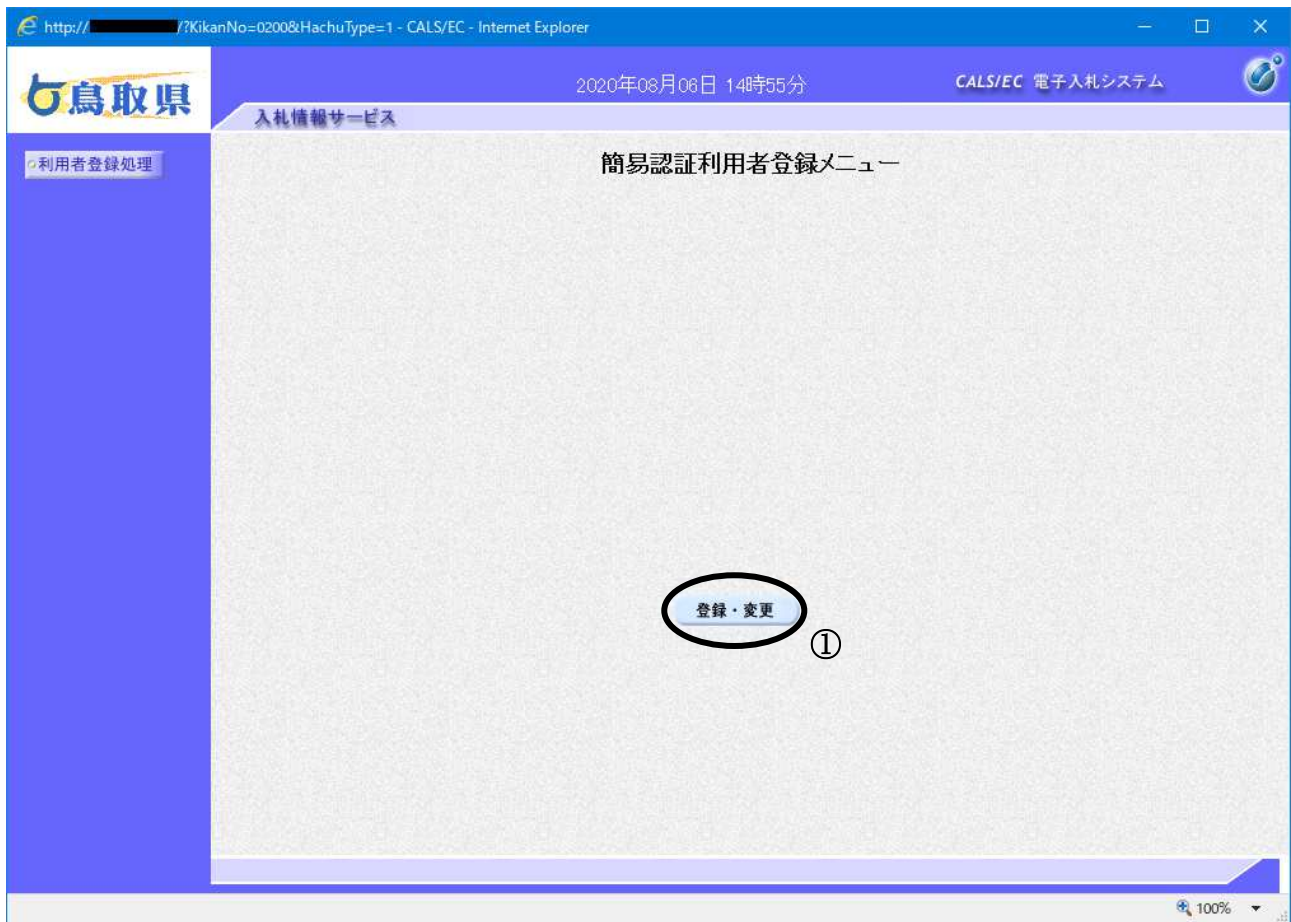 http:// /?KikanNo=0200&HachuType=1 - CALS/EC - Internet Explorer
鳥取県
2020年08月06日 14時55分
CALS/EC 電子入札システム
入札情報サービス
利用者登録処理
簡易認証利用者登録メニュー
登録・変更
①
100%